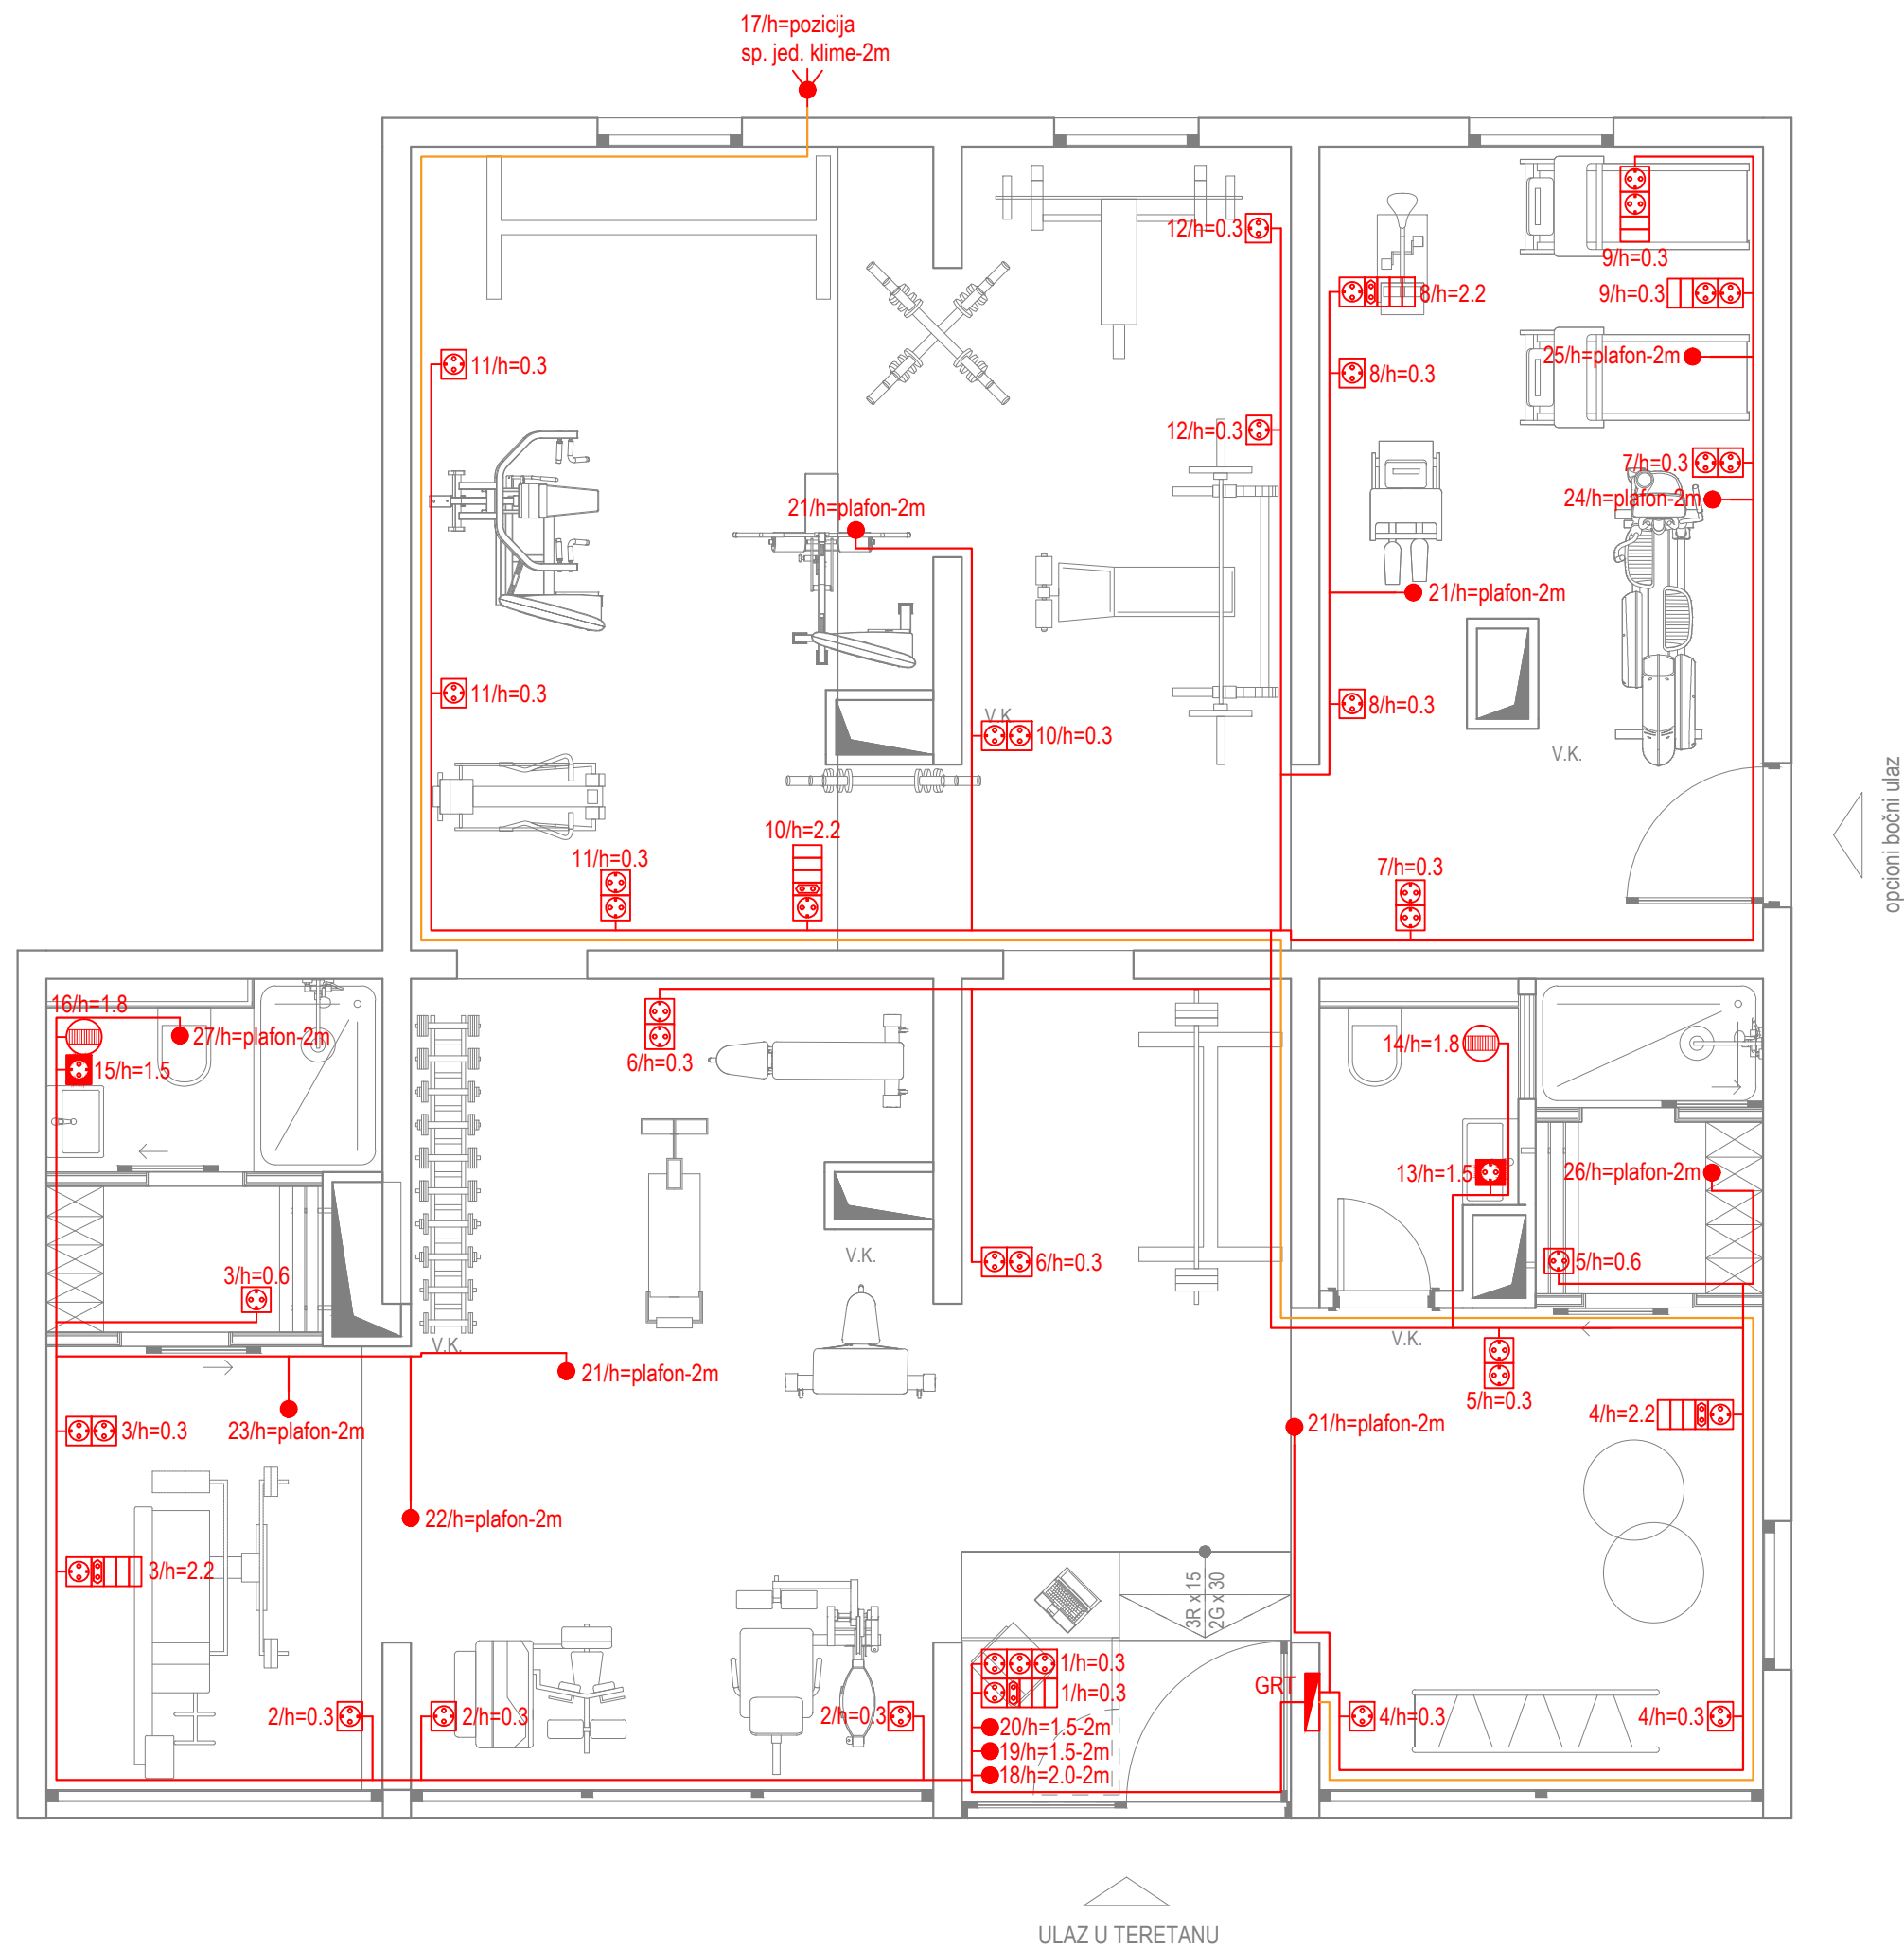 17/h=pozicija
sp. jed. klime-2m
12/h=0.3
9/h=0.3
8/h=2.2
9/h=0.3
25/h=plafon-2m
11/h=0.3
8/h=0.3
12/h=0.3
7/h=0.3
24/h=plafon-2m
21/h=plafon-2m
21/h=plafon-2m
11/h=0.3
8/h=0.3
V.K.
10/h=0.3
V.K.
opcioni bočni ulaz
10/h=2.2
11/h=0.3
7/h=0.3
16/h=1.8
27/h=plafon-2m
15/h=1.5
6/h=0.3
14/h=1.8
13/h=1.5
26/h=plafon-2m
V.K.
6/h=0.3
5/h=0.6
3/h=0.6
V.K.
V.K.
21/h=plafon-2m
5/h=0.3
4/h=2.2
3/h=0.3
23/h=plafon-2m
21/h=plafon-2m
22/h=plafon-2m
3/h=2.2
3R x 15
2G x 30
1/h=0.3
1/h=0.3
GRT
2/h=0.3
2/h=0.3
2/h=0.3
20/h=1.5-2m
19/h=1.5-2m
18/h=2.0-2m
4/h=0.3
4/h=0.3
ULAZ U TERETANU